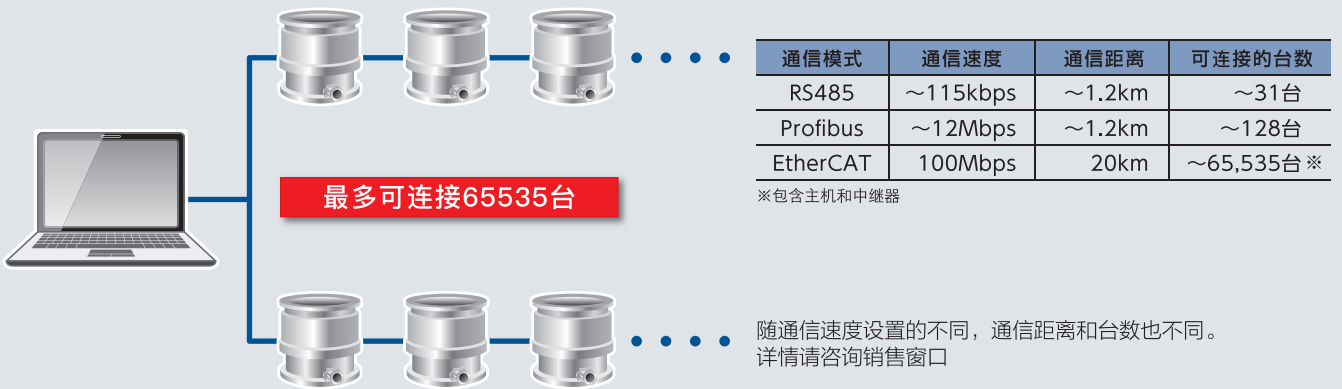 通信模式 通信速度 通信距离 可连接的台数
RS485 ～115kbps ～1.2km ～31台
Profibus ～12Mbps ～1.2km ～128台
EtherCAT 100Mbps 20km ～65,535台※
※包含主机和中继器
最多可连接65535台
随通信速度设置的不同，通信距离和台数也不同。
详情请咨询销售窗口